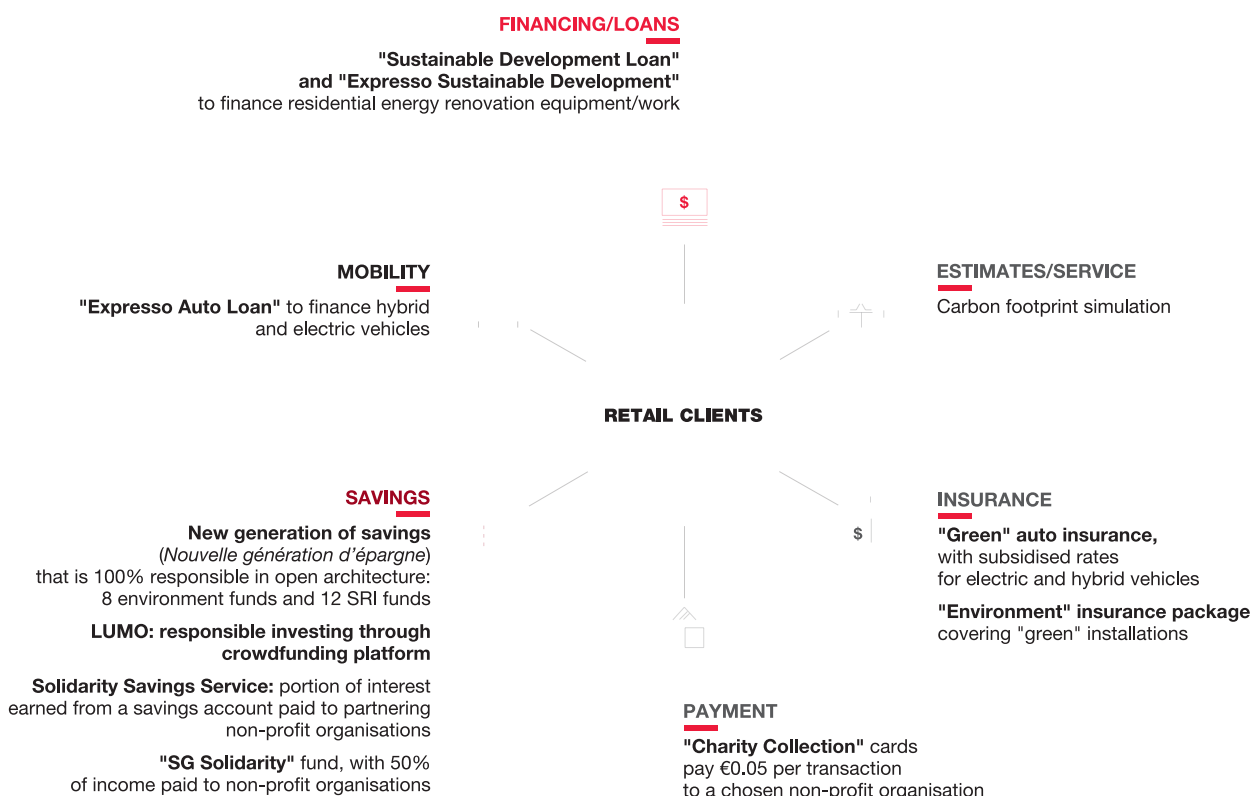 FINANCING/LOANS
"Sustainable Development Loan"
and "Expresso Sustainable Development"
to finance residential energy renovation equipment/work
$
MOBILITY
"Expresso Auto Loan" to finance hybrid
and electric vehicles
ESTIMATES/SERVICE
Carbon footprint simulation
RETAIL CLIENTS
SAVINGS
New generation of savings
(Nouvelle génération d'épargne)
that is 100% responsible in open architecture:
8 environment funds and 12 SRI funds
LUMO: responsible investing through
crowdfunding platform
Solidarity Savings Service: portion of interest
earned from a savings account paid to partnering
non-profit organisations
"SG Solidarity" fund, with 50%
of income paid to non-profit organisations
$
INSURANCE
"Green" auto insurance,
with subsidised rates
for electric and hybrid vehicles
"Environment" insurance package
covering "green" installations
PAYMENT
"Charity Collection" cards
pay €0.05 per transaction
to a chosen non-profit organisation